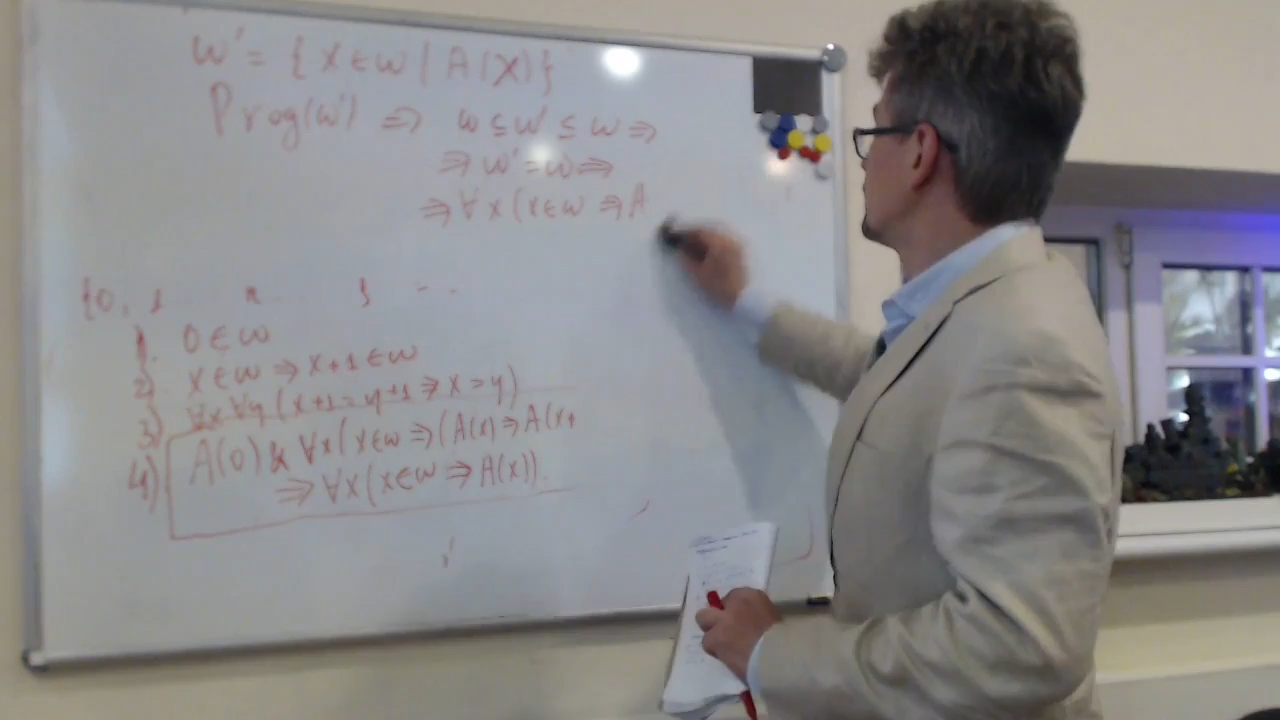 ω' = { x ∈ ω | A(x)}
Prog(ω') ⇒ ω ⊆ ω' ⊆ ω ⇒
⇒ ω' = ω ⇒
⇒ ∀x(x ∈ ω ⇒ A
{0, 1
1. 0 ∈ ω
2) x ∈ ω ⇒ x+1 ∈ ω
3) ∀x ∀y (x+1 = y+1 ⇒ x = y)
4) A(0) & ∀x(x ∈ ω ⇒ (A(x) ⇒ A(x+
⇒ ∀x(x ∈ ω ⇒ A(x)).